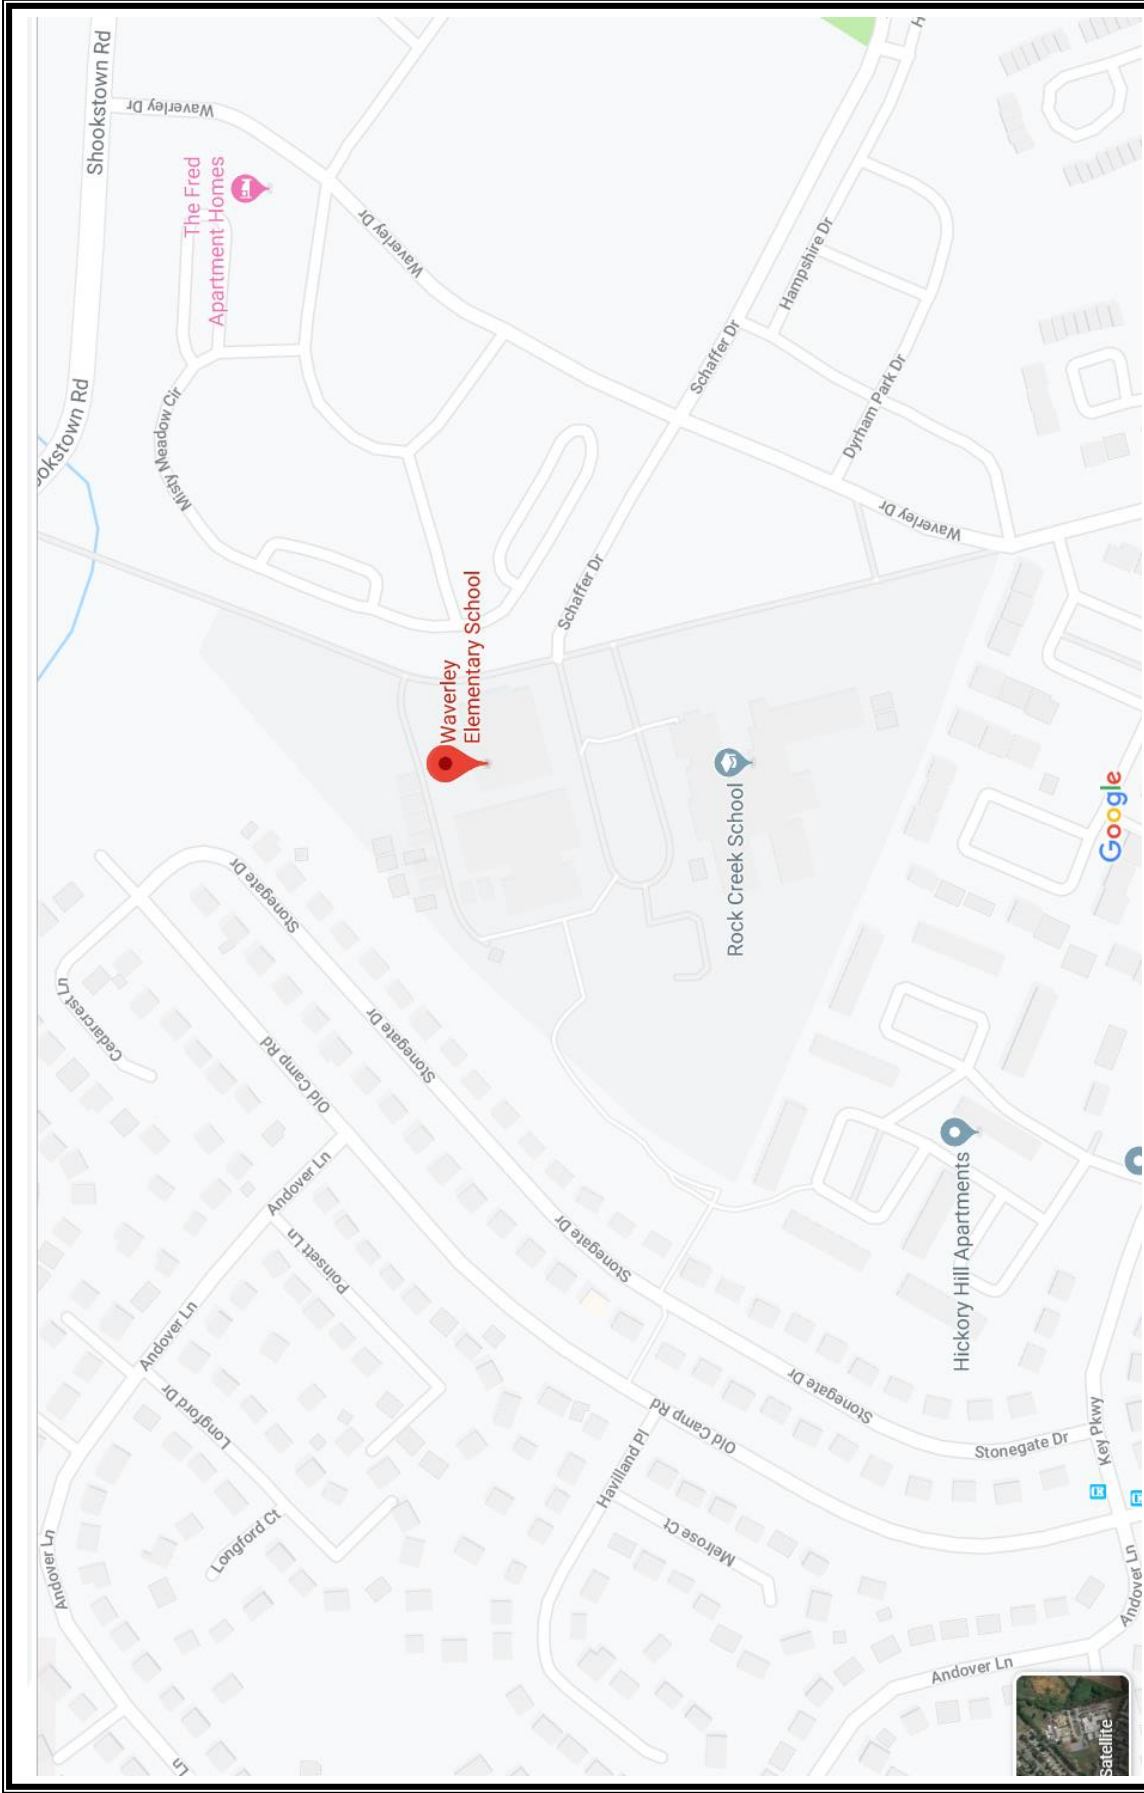 Shookstown Rd
ookstown Rd
Waverley Dr
The Fred
Apartment Homes
Waverley Dr
Misty Meadow Cir
Hampshire Dr
Schaffer Dr
Dyrham Park Dr
Waverley Dr
Schaffer Dr
Waverley
Elementary School
Rock Creek School
Google
Stonegate Dr
Cedarcrest Ln
Old Camp Rd
Stonegate Dr
Andover Ln
Poinsett Ln
Stonegate Dr
Hickory Hill Apartments
Andover Ln
Longford Dr
Old Camp Rd
Stonegate Dr
Stonegate Dr
Key Pkwy
Havilland Pl
Melrose Ct
Longford Ct
Andover Ln
Andover Ln
Andover Ln
Ln
Satellite
H